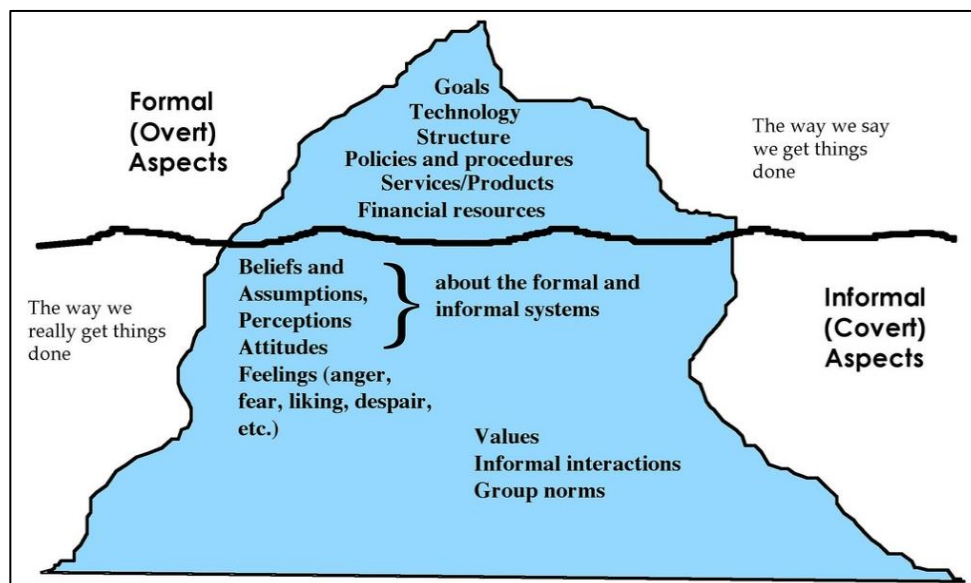 Formal
(Overt)
Aspects
Goals
Technology
Structure
Policies and procedures
Services/Products
Financial resources
The way we say
we get things
done
The way we
really get things
done
Beliefs and
Assumptions,
Perceptions
Attitudes
Feelings (anger,
fear, liking, despair,
etc.)
about the formal and
informal systems
Values
Informal interactions
Group norms
Informal
(Covert)
Aspects